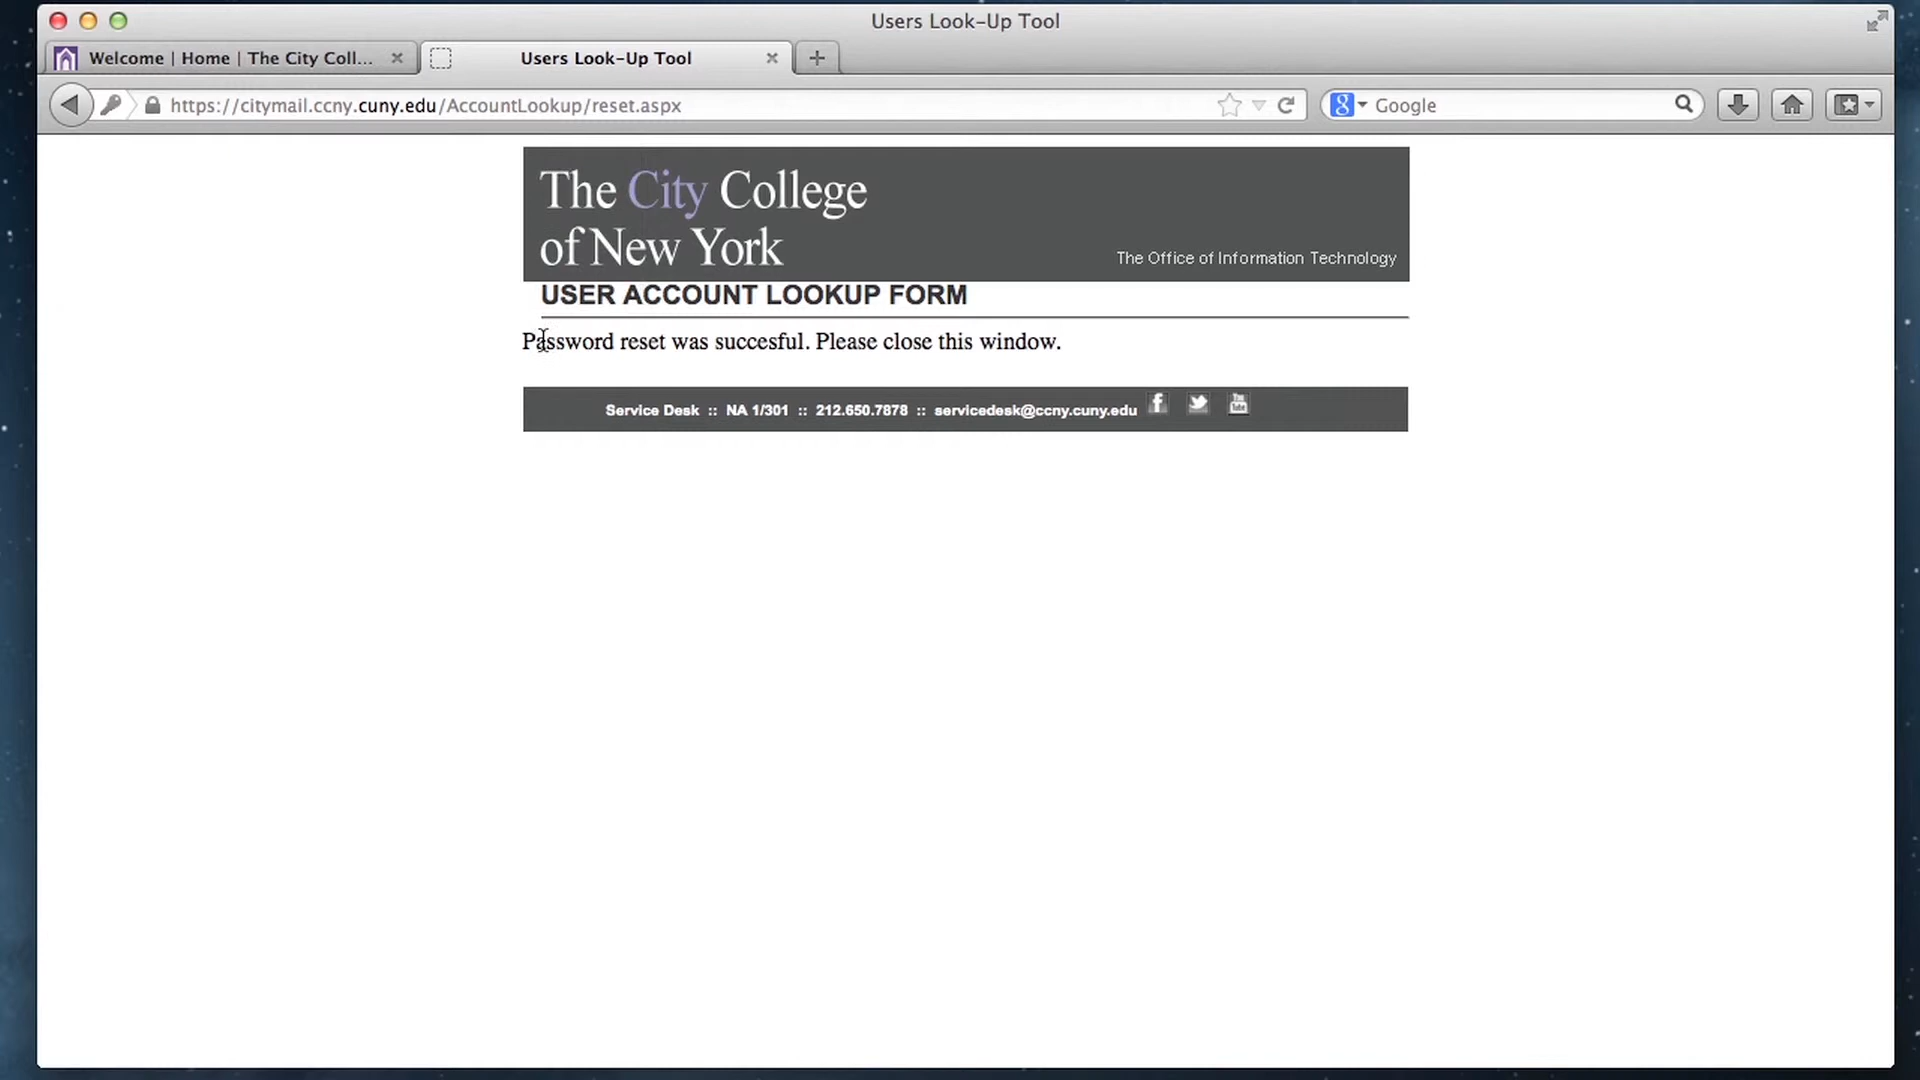 Users Look-Up Tool
Welcome | Home | The City Coll...
Users Look-Up Tool
https://citymail.ccny.cuny.edu/AccountLookup/reset.aspx
Google
The City College
of New York
The Office of Information Technology
USER ACCOUNT LOOKUP FORM
Password reset was succesful. Please close this window.
Service Desk :: NA 1/301 :: 212.650.7878 :: servicedesk@ccny.cuny.edu